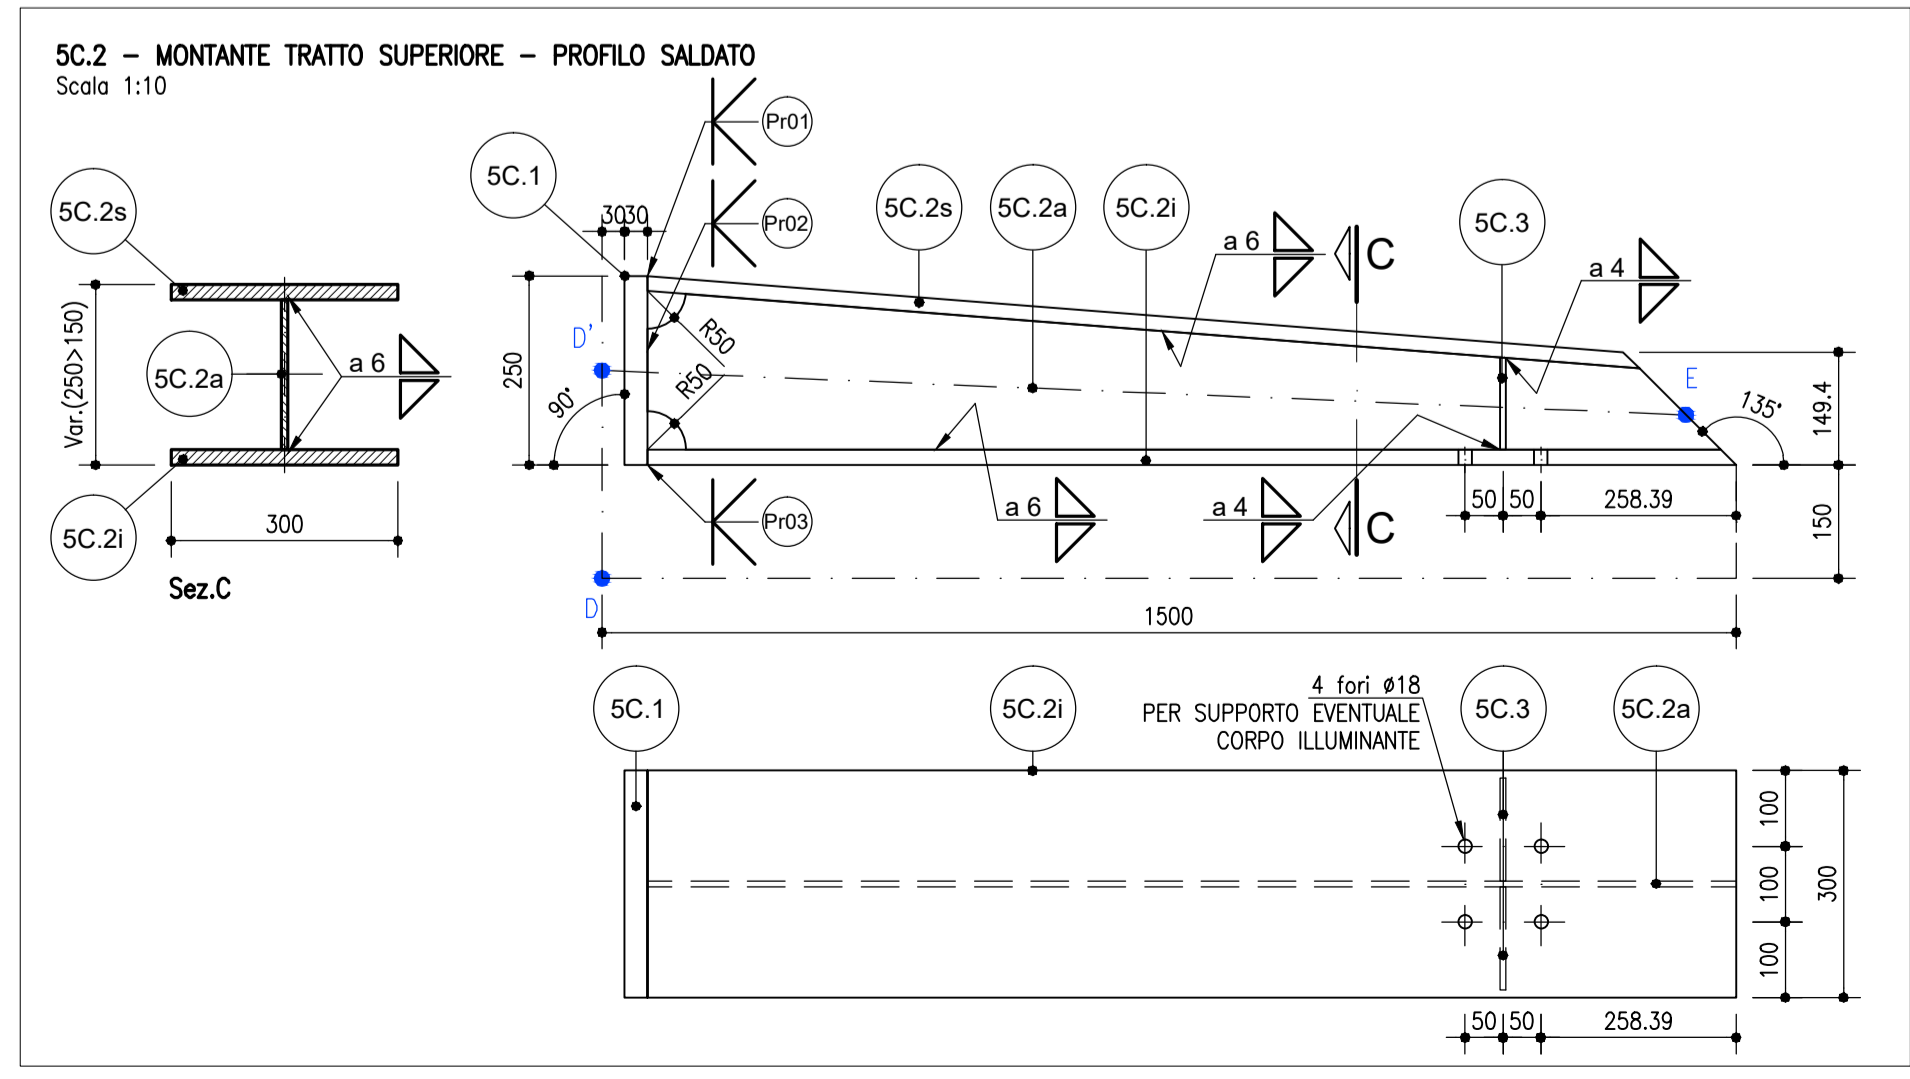 5C.2 – MONTANTE TRATTO SUPERIORE – PROFILO SALDATO
Scala 1:10
Pr01
5C.1
5C.2s
Pr02
3030
5C.2s
5C.2a
5C.2i
5C.3
a 6
C
a 4
Var.(250>150)
5C.2a
a 6
250
D'
R50
R50
90°
E
135°
149.4
5C.2i
300
Sez.C
Pr03
a 6
a 4
C
50
50
258.39
150
D
1500
5C.1
5C.2i
4 fori ø18
PER SUPPORTO EVENTUALE
CORPO ILLUMINANTE
5C.3
5C.2a
100
100
100
300
50
50
258.39